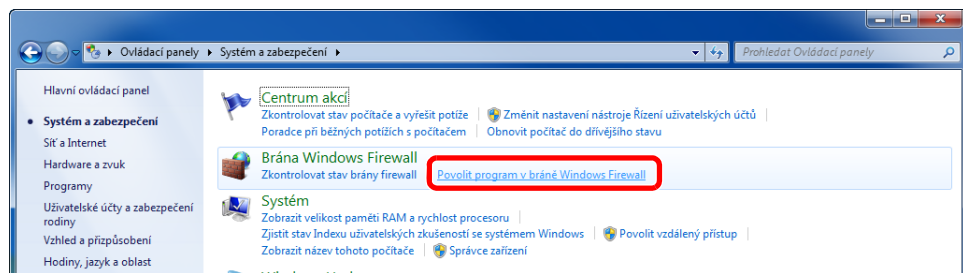 Ovládací panely ▸ Systém a zabezpečení ▸
Prohledat Ovládací panely
Hlavní ovládací panel
Systém a zabezpečení
Síť a Internet
Hardware a zvuk
Programy
Uživatelské účty a zabezpečení
rodiny
Vzhled a přizpůsobení
Hodiny, jazyk a oblast
Centrum akcí
Zkontrolovat stav počítače a vyřešit potíže
Změnit nastavení nástroje Řízení uživatelských účtů
Poradce při běžných potížích s počítačem
Obnovit počítač do dřívějšího stavu
Brána Windows Firewall
Zkontrolovat stav brány firewall
Povolit program v bráně Windows Firewall
Systém
Zobrazit velikost paměti RAM a rychlost procesoru
Zjistit stav Indexu uživatelských zkušeností se systémem Windows
Povolit vzdálený přístup
Zobrazit název tohoto počítače
Správce zařízení